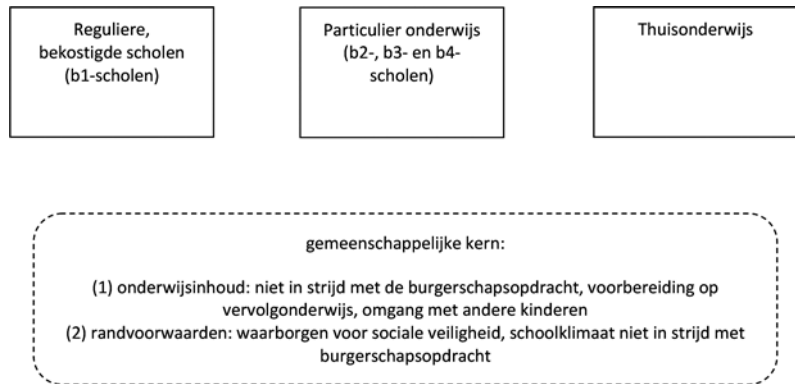 Reguliere,
bekostigde scholen
(b1-scholen)
Particulier onderwijs
(b2-, b3- en b4-
scholen)
Thuisonderwijs
gemeenschappelijke kern:
(1) onderwijsinhoud: niet in strijd met de burgerschapsopdracht, voorbereiding op
vervolgonderwijs, omgang met andere kinderen
(2) randvoorwaarden: waarborgen voor sociale veiligheid, schoolklimaat niet in strijd met
burgerschapsopdracht